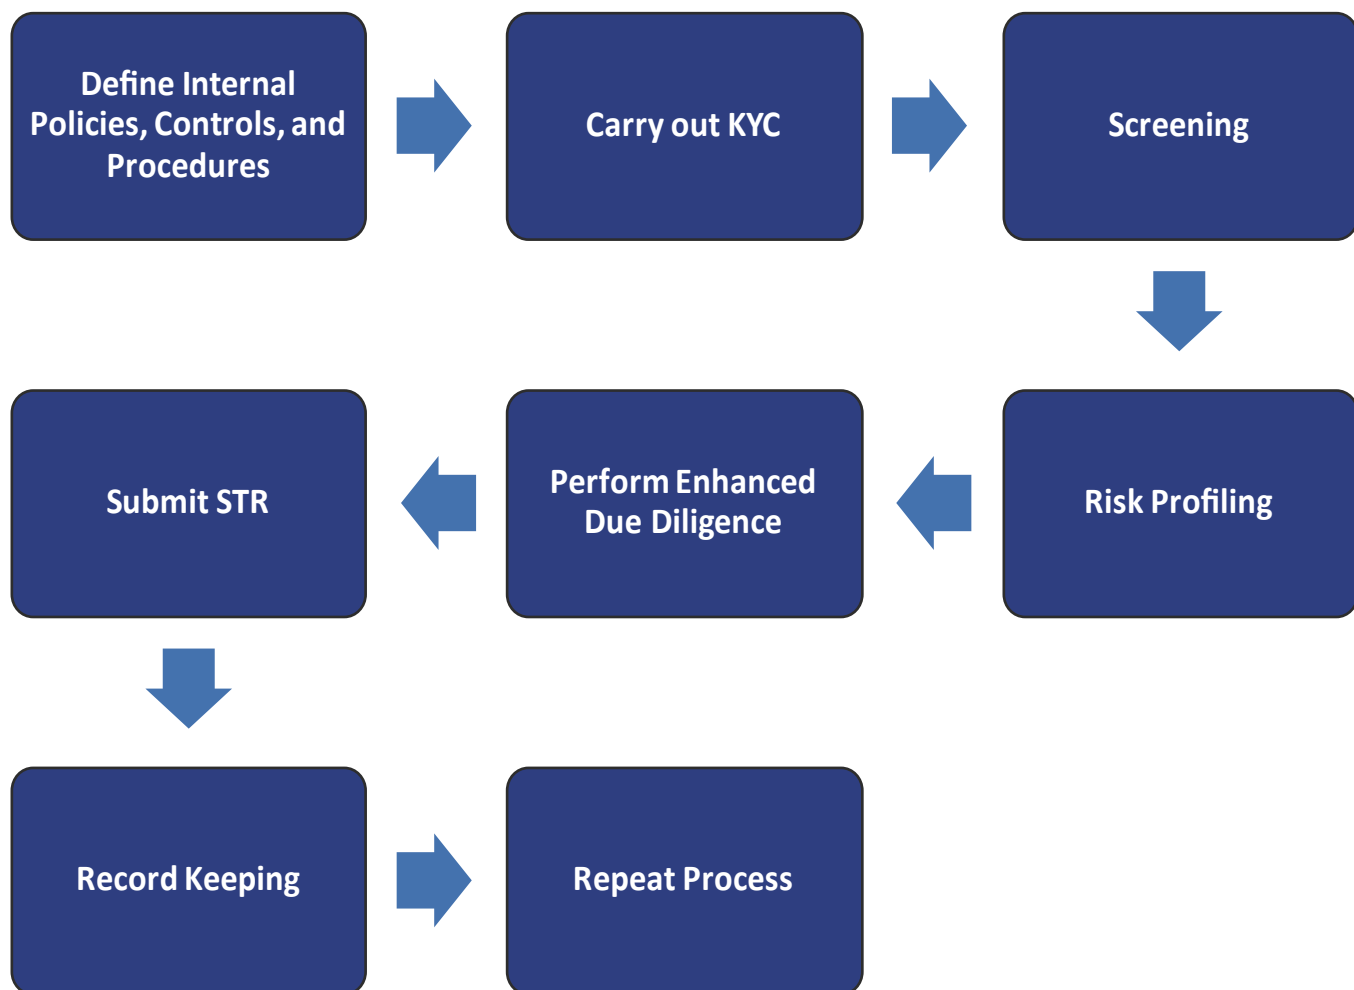 Define Internal
Policies, Controls, and
Procedures
Carry out KYC
Screening
Risk Profiling
Perform Enhanced
Due Diligence
Submit STR
Record Keeping
Repeat Process